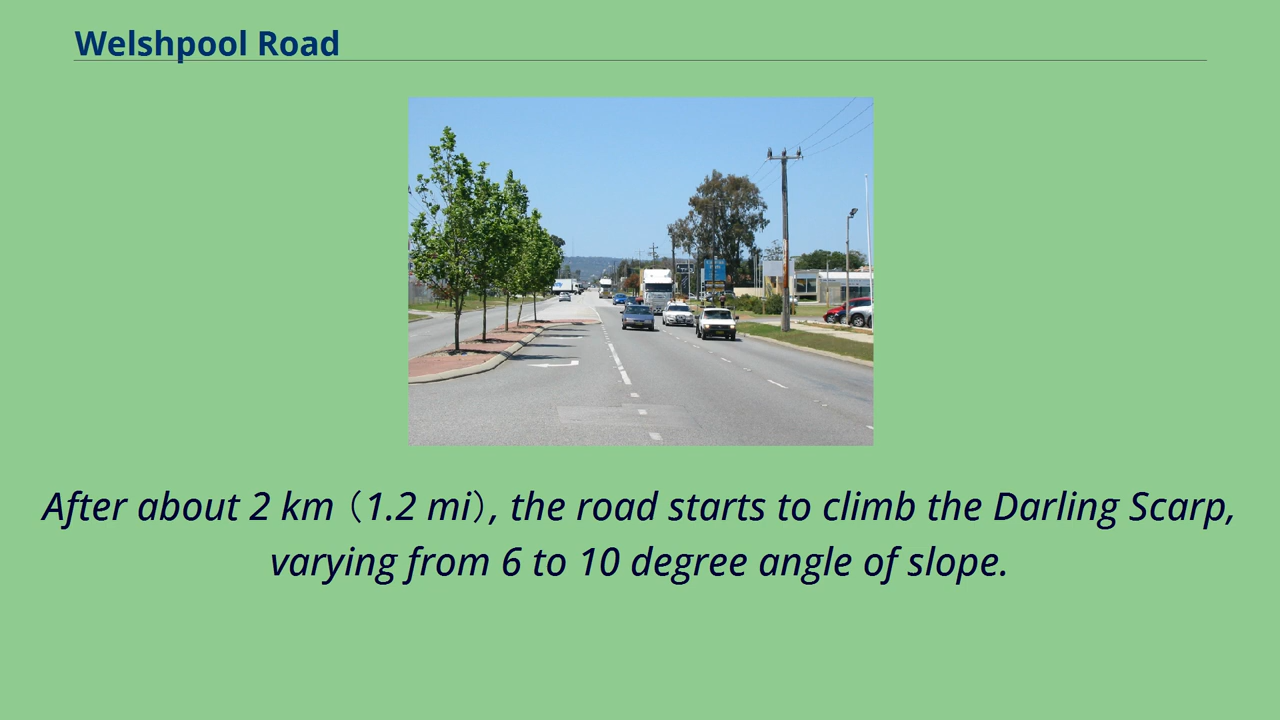 Welshpool Road
After about 2 km（1.2 mi）, the road starts to climb the Darling Scarp,
varying from 6 to 10 degree angle of slope.